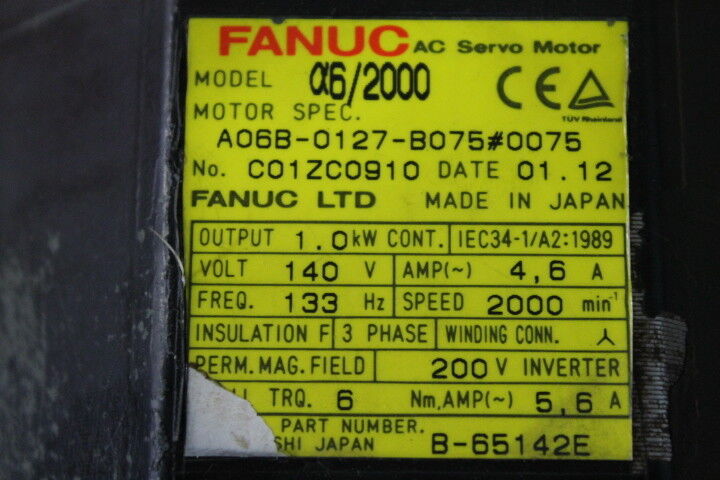 FANUC AC Servo Motor
MODEL α6/2000
CE TÜV Rheinland
MOTOR SPEC.
A06B-0127-B075#0075
No. C01ZC0910 DATE 01.12
FANUC LTD MADE IN JAPAN
OUTPUT 1.0kW CONT. IEC34-1/A2:1989
VOLT 140 V AMP(~) 4,6 A
FREQ. 133 Hz SPEED 2000 min⁻¹
INSULATION F 3 PHASE WINDING CONN. Y
PERM.MAG.FIELD 200 V INVERTER
TRQ. 6 Nm,AMP(~) 5,6 A
PART NUMBER.
JAPAN B-65142E